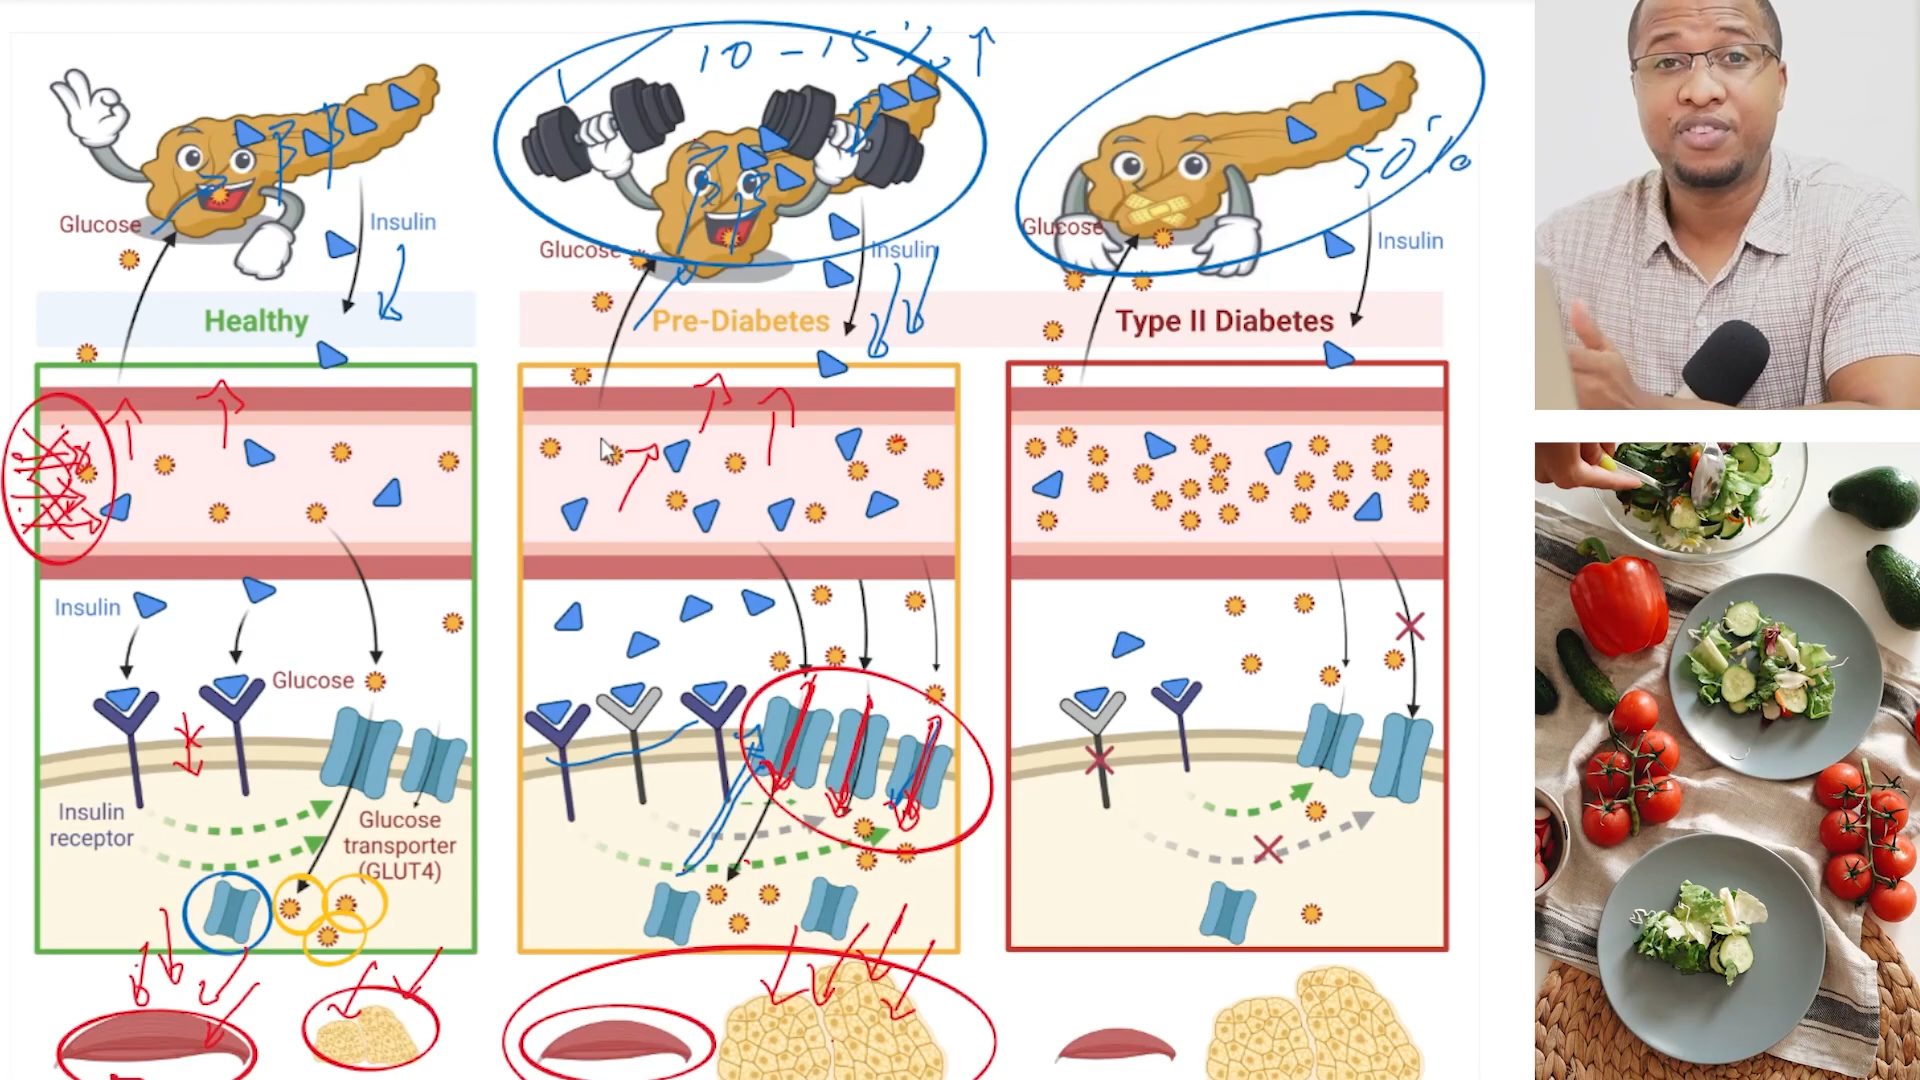 10 - 15% ↑
50%
β β
β β
Glucose
Insulin
Glucose
Insulin
Glucose
Insulin
Healthy
Pre-Diabetes
Type II Diabetes
Insulin
Glucose
Insulin
receptor
Glucose
transporter
(GLUT4)